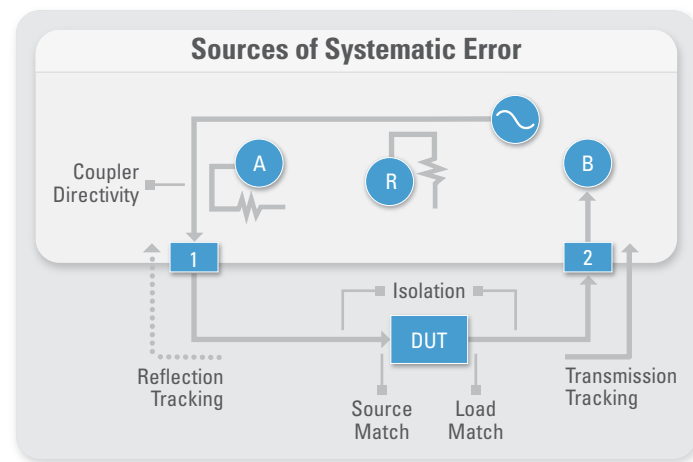 Sources of Systematic Error
A
R
B
Coupler
Directivity
1
2
Isolation
DUT
Reflection
Tracking
Source
Match
Load
Match
Transmission
Tracking